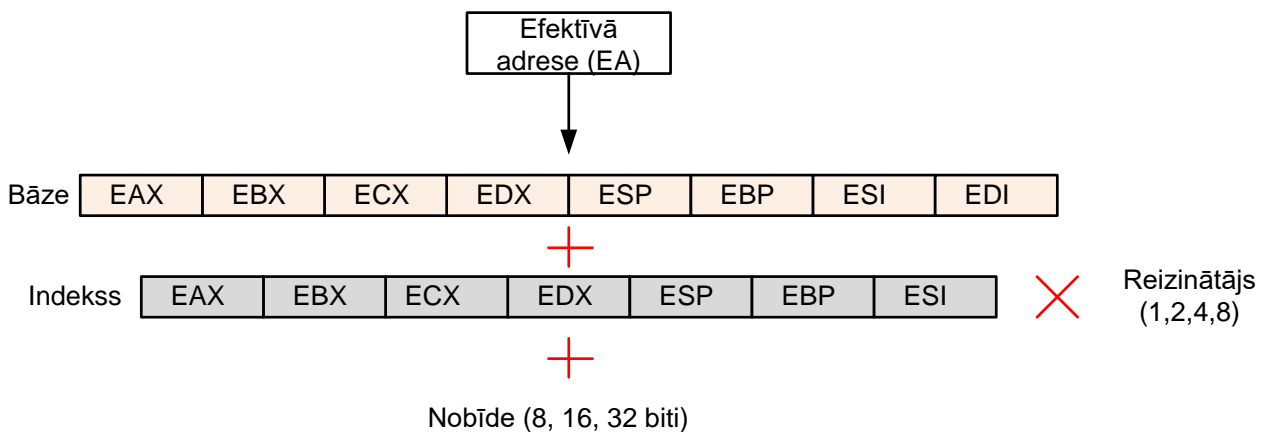 Efektīvā
adrese (EA)
Bāze EAX EBX ECX EDX ESP EBP ESI EDI
Indekss EAX EBX ECX EDX ESP EBP ESI
Reizinātājs
(1,2,4,8)
Nobīde (8, 16, 32 biti)